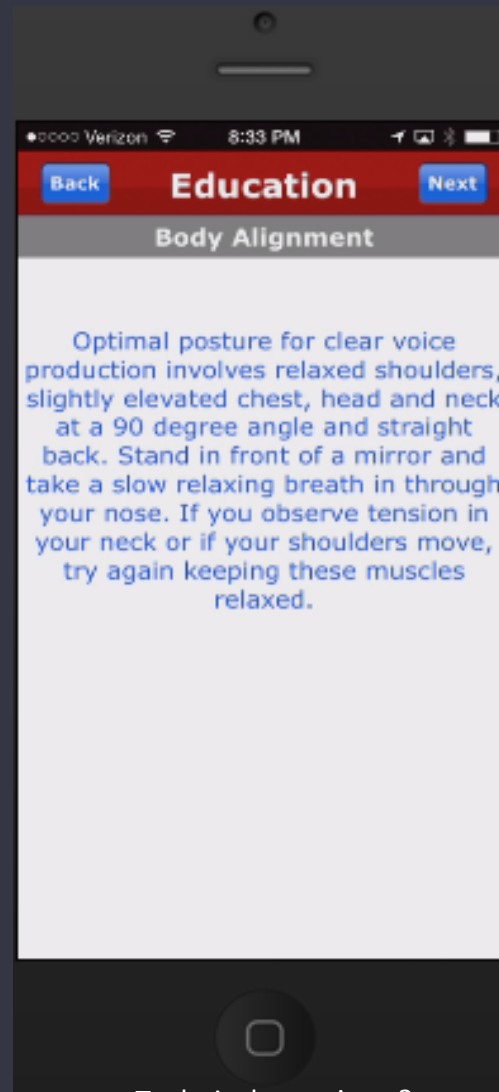 Verizon 8:33 PM
Back Education Next
Body Alignment
Optimal posture for clear voice
production involves relaxed shoulders,
slightly elevated chest, head and neck
at a 90 degree angle and straight
back. Stand in front of a mirror and
take a slow relaxing breath in through
your nose. If you observe tension in
your neck or if your shoulders move,
try again keeping these muscles
relaxed.